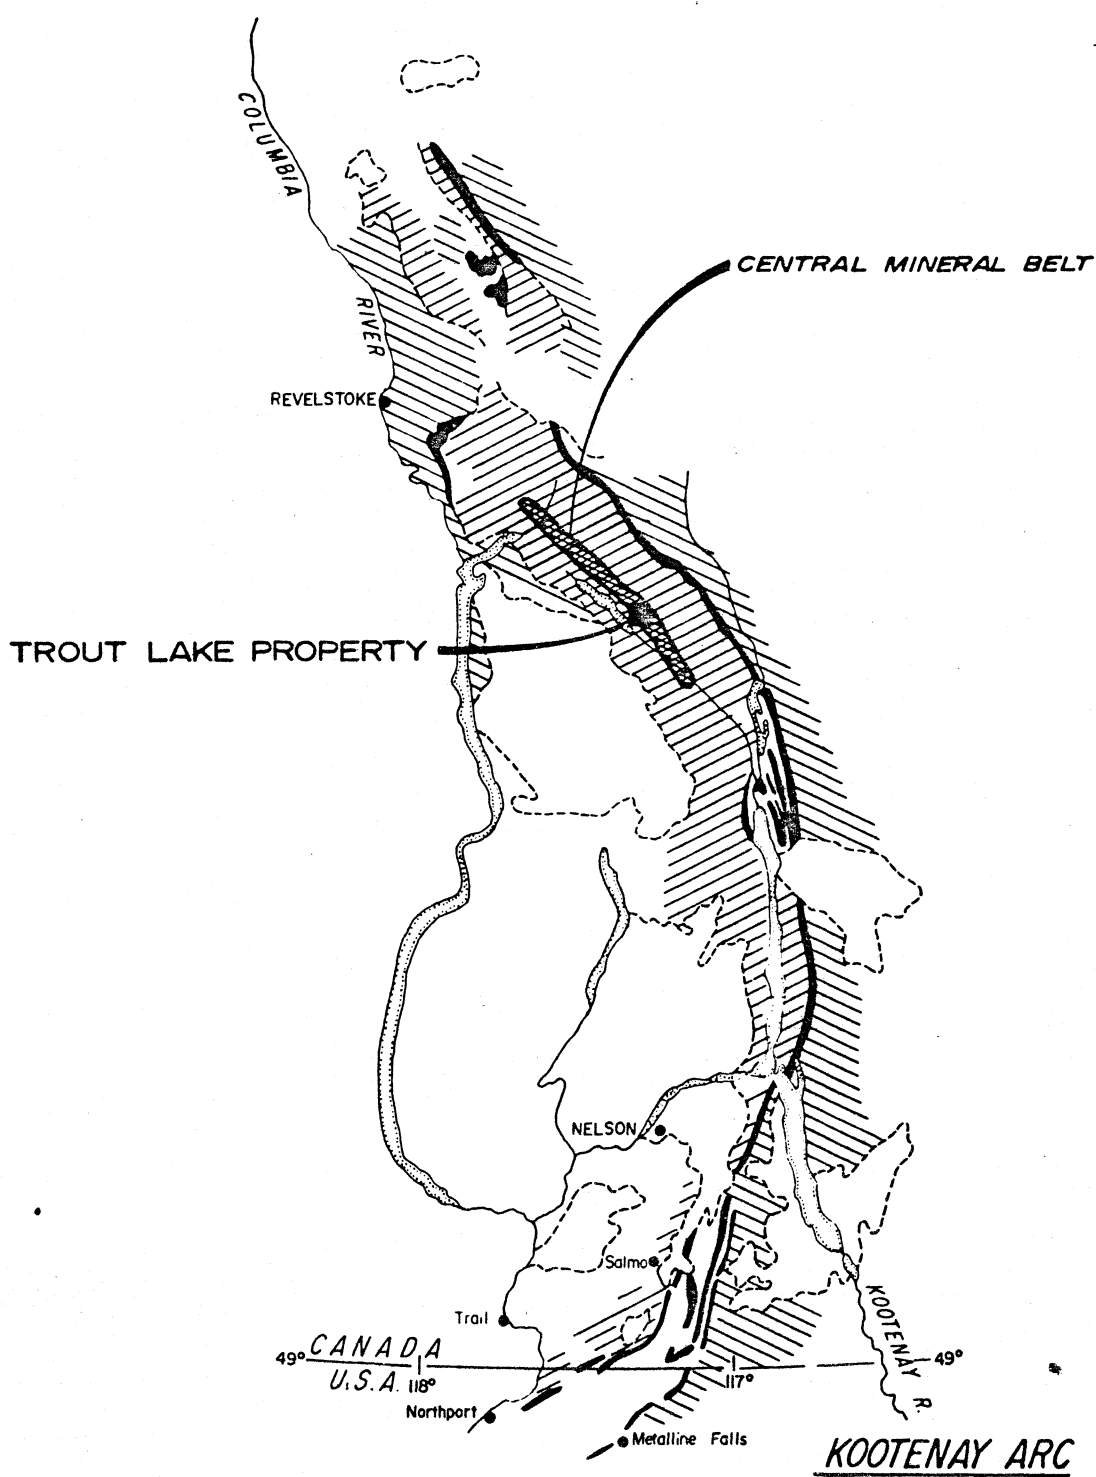 COLUMBIA
RIVER
CENTRAL MINERAL BELT
REVELSTOKE
TROUT LAKE PROPERTY
NELSON
Salmo
Trail
CANADA
49° 49°
U.S.A. 118° 117°
KOOTENAY R.
Northport
Metalline Falls
KOOTENAY ARC